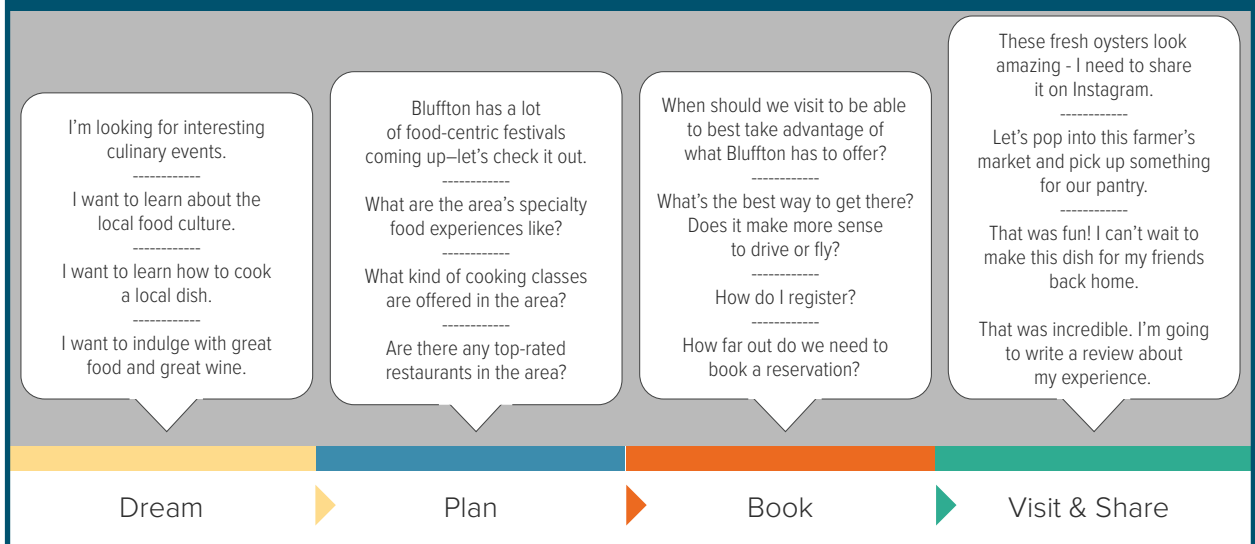 I'm looking for interesting
culinary events.
------------
I want to learn about the
local food culture.
------------
I want to learn how to cook
a local dish.
------------
I want to indulge with great
food and great wine.
Bluffton has a lot
of food-centric festivals
coming up–let's check it out.
------------
What are the area's specialty
food experiences like?
------------
What kind of cooking classes
are offered in the area?
------------
Are there any top-rated
restaurants in the area?
When should we visit to be able
to best take advantage of
what Bluffton has to offer?
------------
What's the best way to get there?
Does it make more sense
to drive or fly?
------------
How do I register?
------------
How far out do we need to
book a reservation?
These fresh oysters look
amazing - I need to share
it on Instagram.
------------
Let's pop into this farmer's
market and pick up something
for our pantry.
------------
That was fun! I can't wait to
make this dish for my friends
back home.
That was incredible. I'm going
to write a review about
my experience.
Dream
Plan
Book
Visit & Share